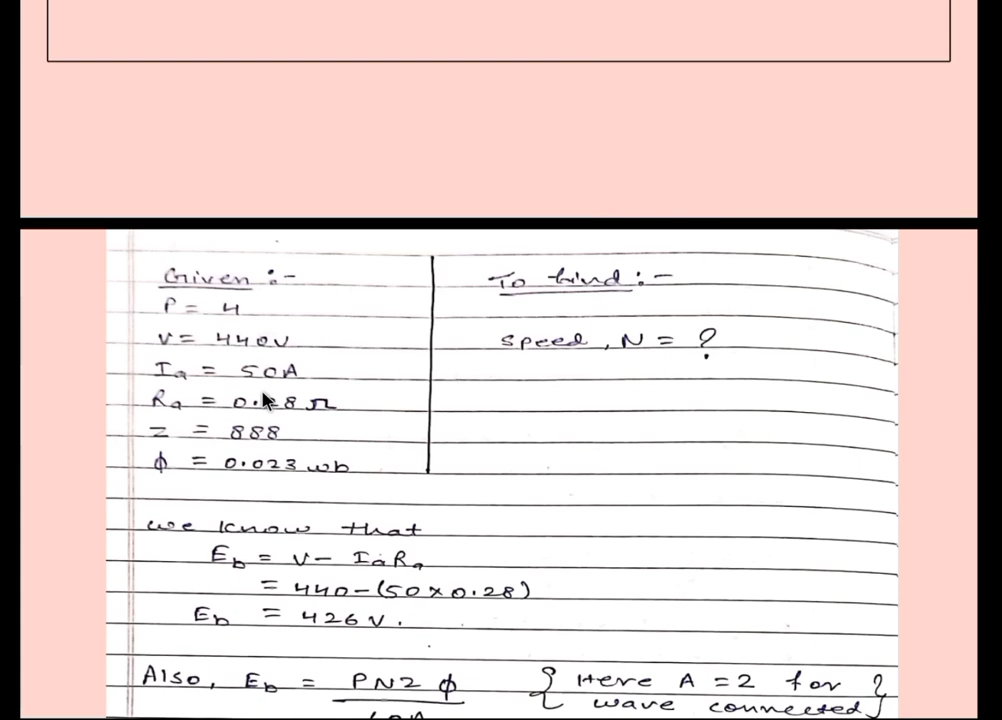 Given :-
P = 4
V = 440V
Ia = 50A
Ra = 0.28 Ω
Z = 888
ϕ = 0.023 wb
To find :-
Speed, N = ?
We know that
Eb = V - IaRa
= 440-(50×0.28)
Eb = 426V.
Also, Eb = PNZϕ { Here A = 2 for }
wave connected